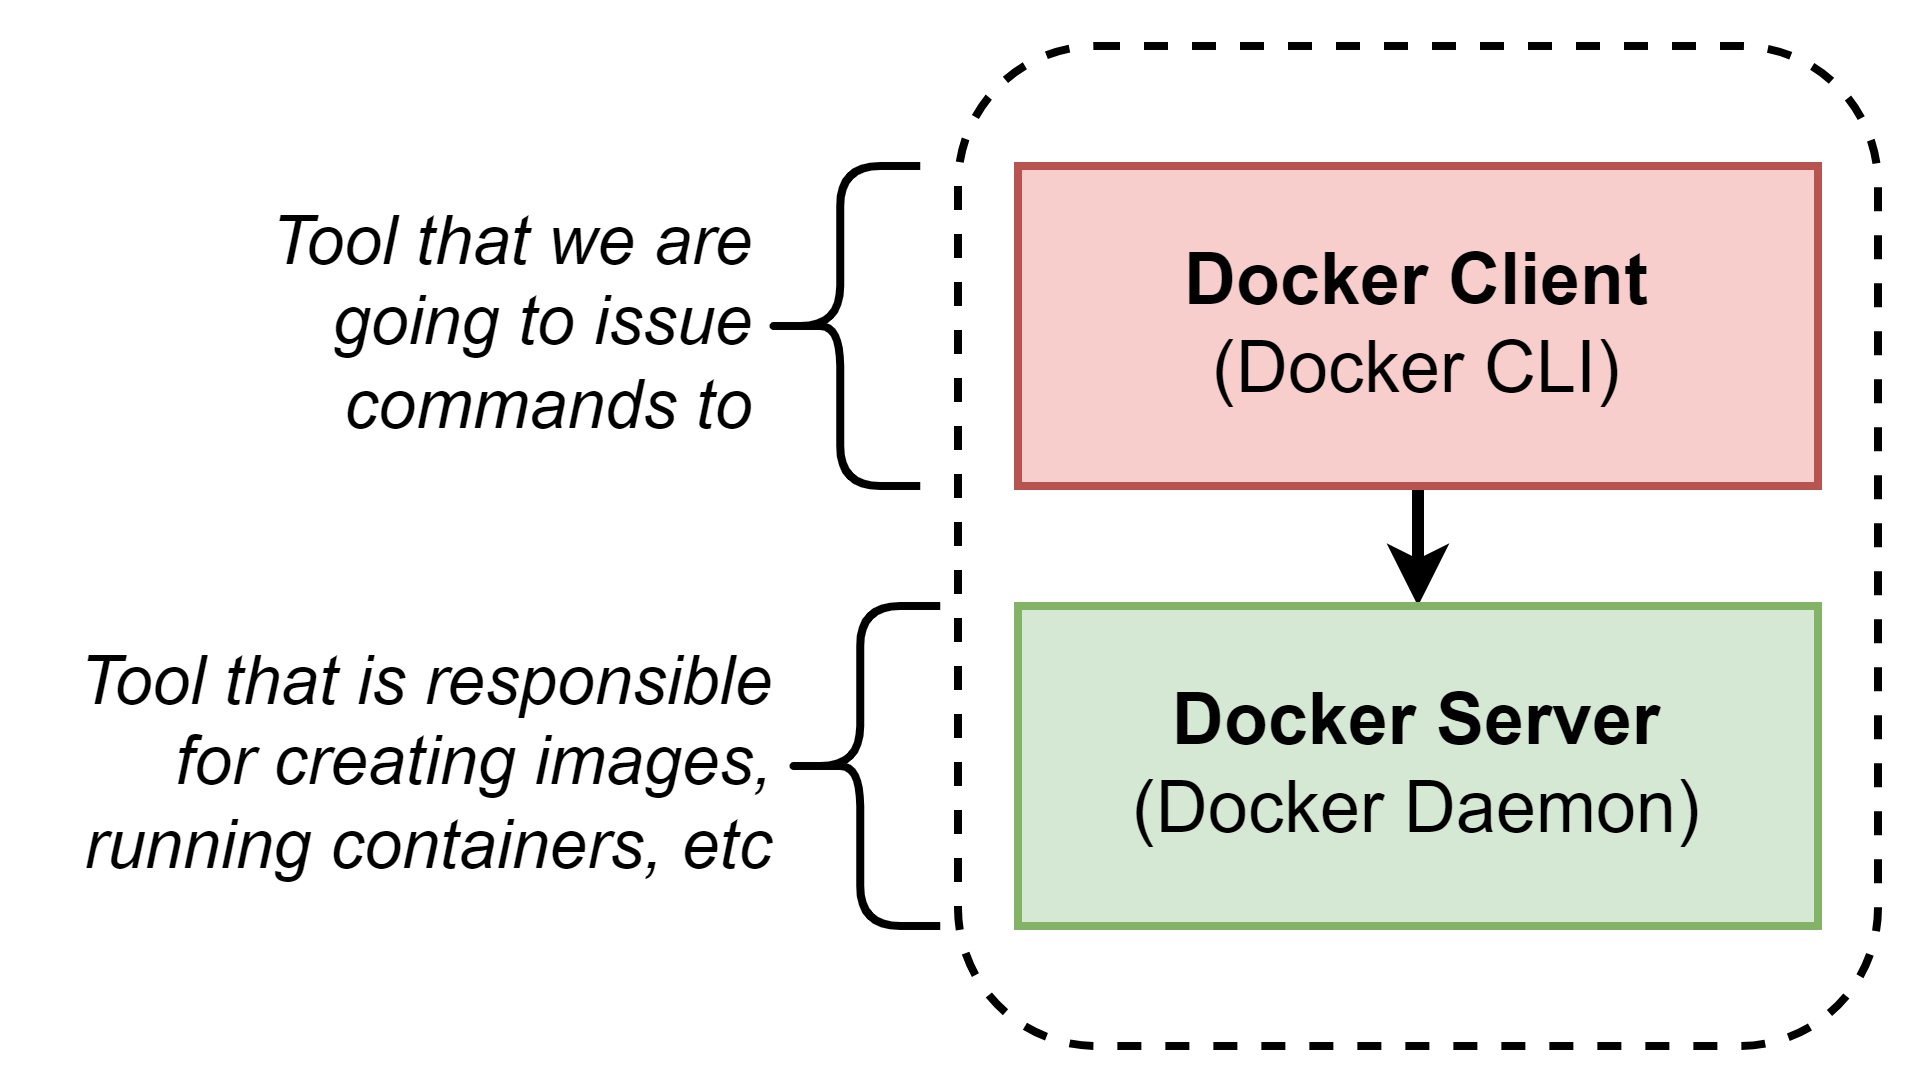 Tool that we are
going to issue
commands to
Docker Client
(Docker CLI)
Tool that is responsible
for creating images,
running containers, etc
Docker Server
(Docker Daemon)